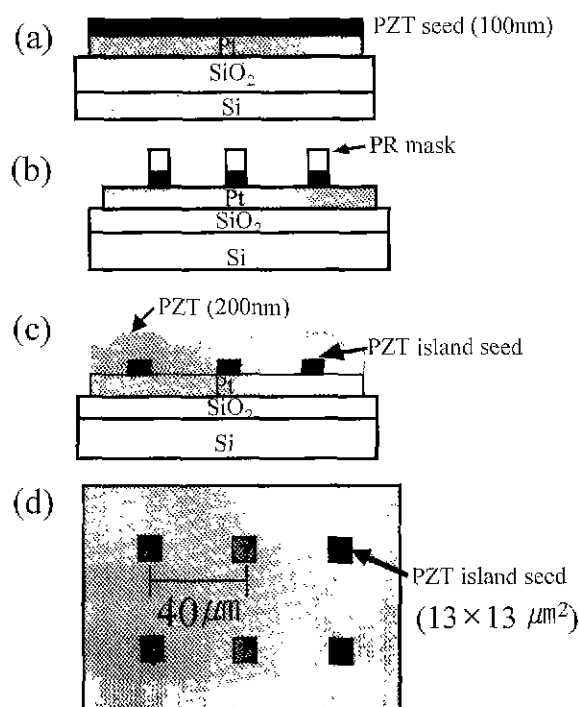 (a)
PZT seed (100nm)
Pt
SiO₂
Si
(b)
PR mask
Pt
SiO₂
Si
(c)
PZT (200nm)
PZT island seed
Pt
SiO₂
Si
(d)
40㎛
PZT island seed
(13×13 ㎛²)